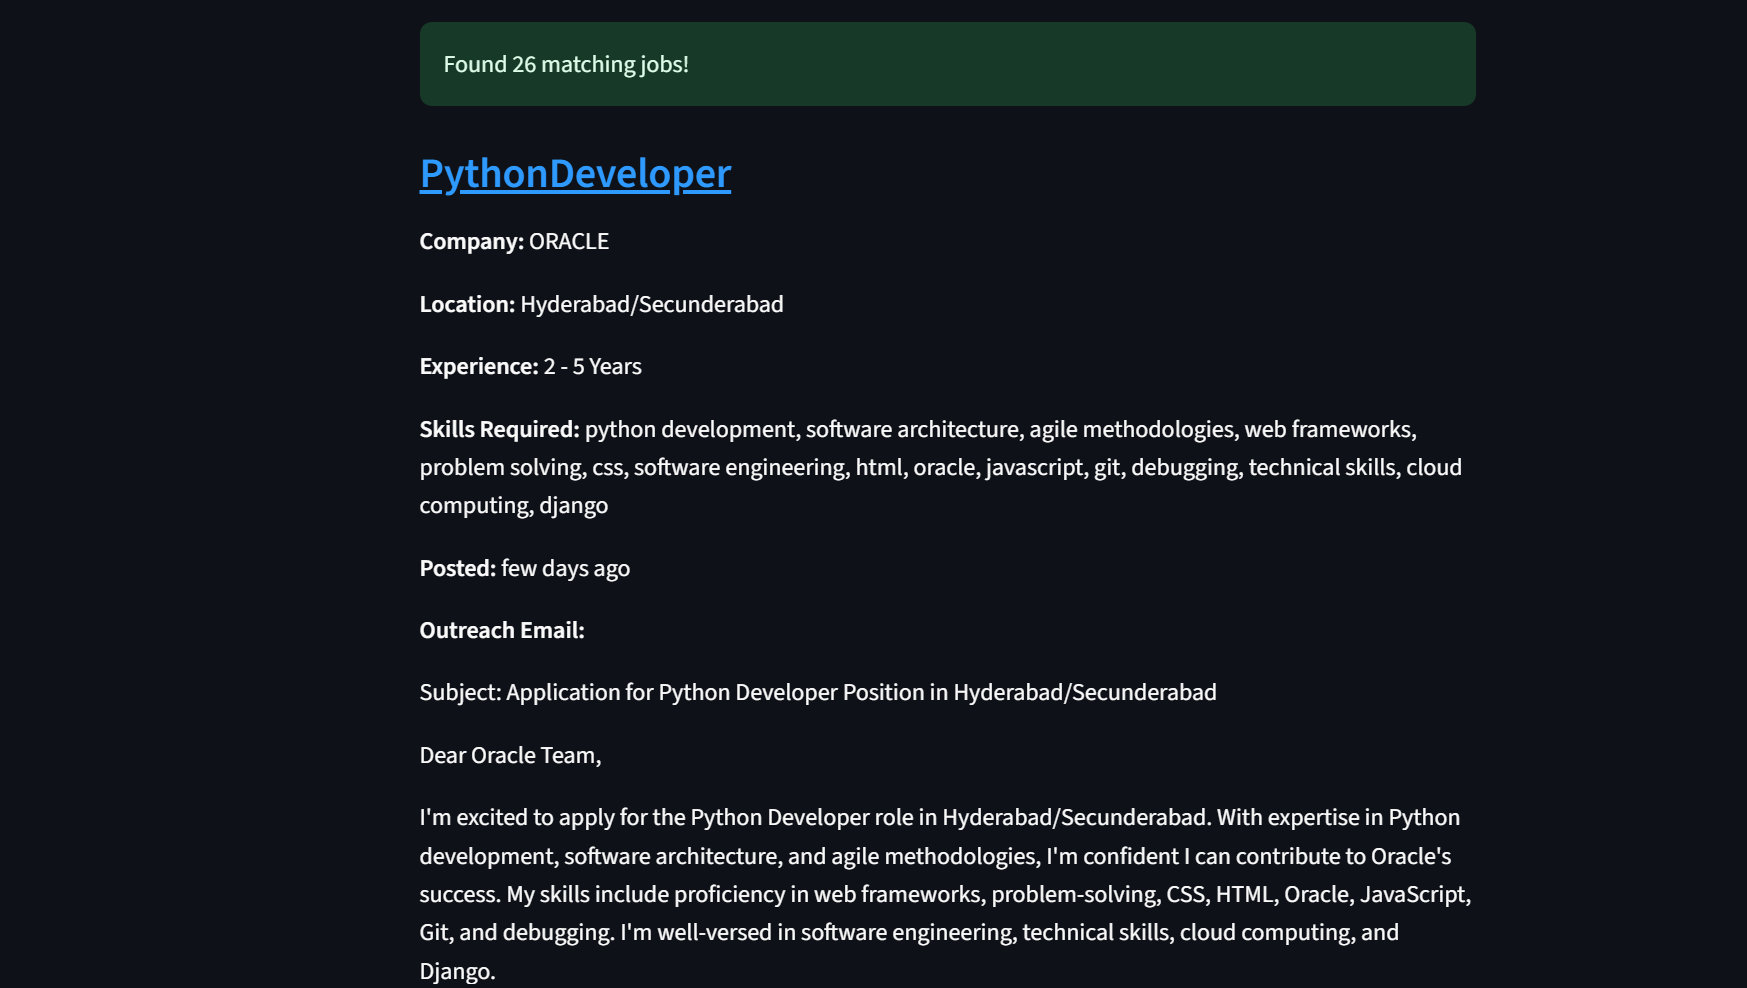 Found 26 matching jobs!
PythonDeveloper
Company: ORACLE
Location: Hyderabad/Secunderabad
Experience: 2 - 5 Years
Skills Required: python development, software architecture, agile methodologies, web frameworks,
problem solving, css, software engineering, html, oracle, javascript, git, debugging, technical skills, cloud
computing, django
Posted: few days ago
Outreach Email:
Subject: Application for Python Developer Position in Hyderabad/Secunderabad
Dear Oracle Team,
I'm excited to apply for the Python Developer role in Hyderabad/Secunderabad. With expertise in Python
development, software architecture, and agile methodologies, I'm confident I can contribute to Oracle's
success. My skills include proficiency in web frameworks, problem-solving, CSS, HTML, Oracle, JavaScript,
Git, and debugging. I'm well-versed in software engineering, technical skills, cloud computing, and
Django.